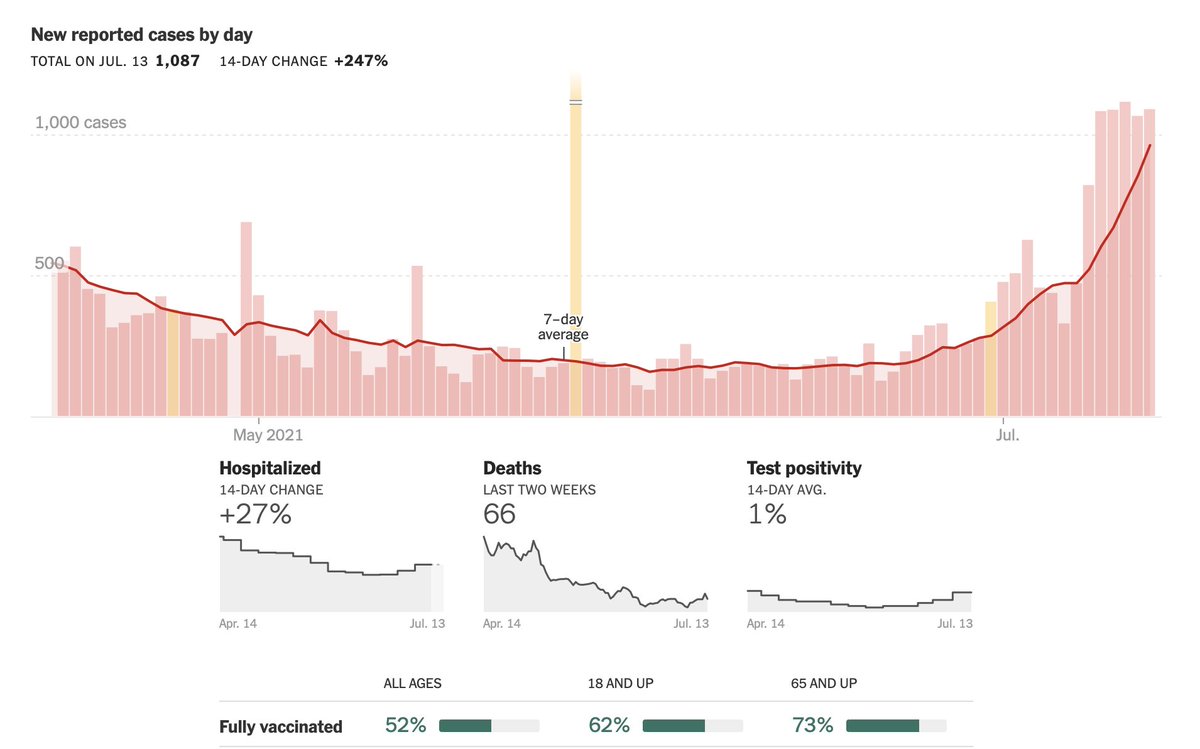 New reported cases by day
TOTAL ON JUL. 13 1,087 14-DAY CHANGE +247%
1,000 cases
500
7–day
average
May 2021
Jul.
Hospitalized
14-DAY CHANGE
+27%
Apr. 14
Jul. 13
Deaths
LAST TWO WEEKS
66
Apr. 14
Jul. 13
Test positivity
14-DAY AVG.
1%
Apr. 14
Jul. 13
ALL AGES
18 AND UP
65 AND UP
Fully vaccinated
52%
62%
73%